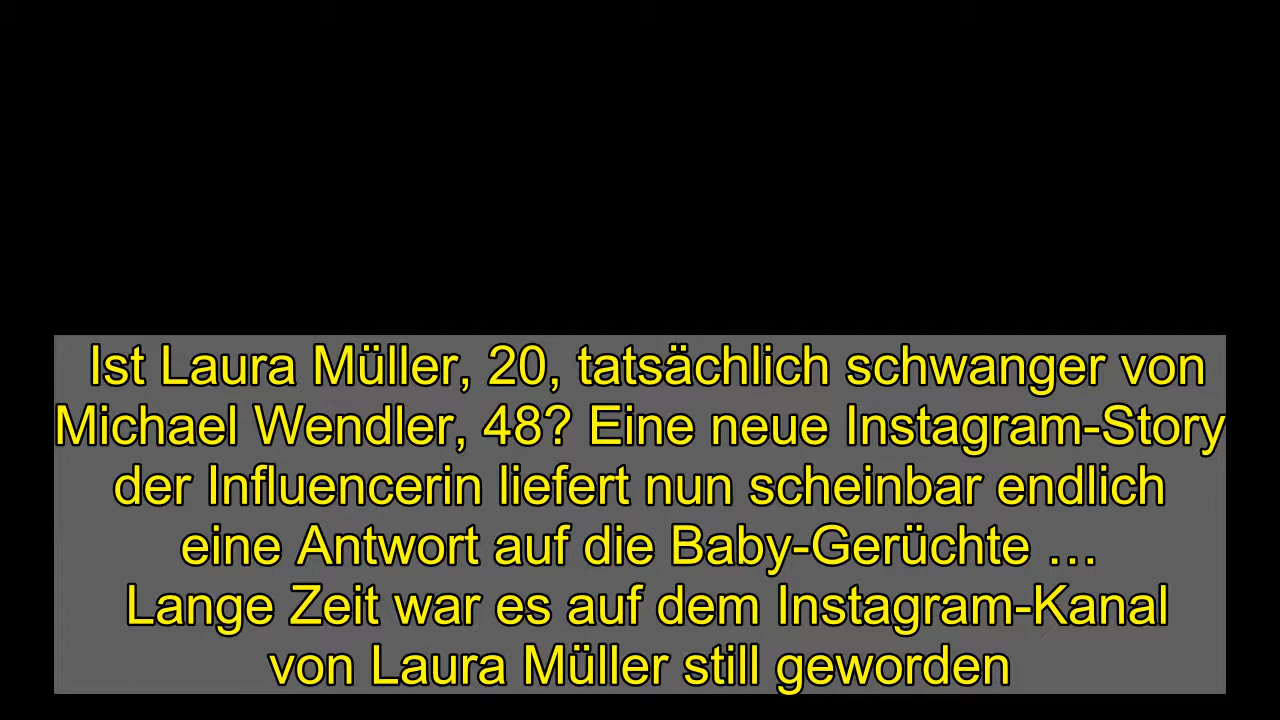 Ist Laura Müller, 20, tatsächlich schwanger von
Michael Wendler, 48? Eine neue Instagram-Story
der Influencerin liefert nun scheinbar endlich
eine Antwort auf die Baby-Gerüchte …
Lange Zeit war es auf dem Instagram-Kanal
von Laura Müller still geworden